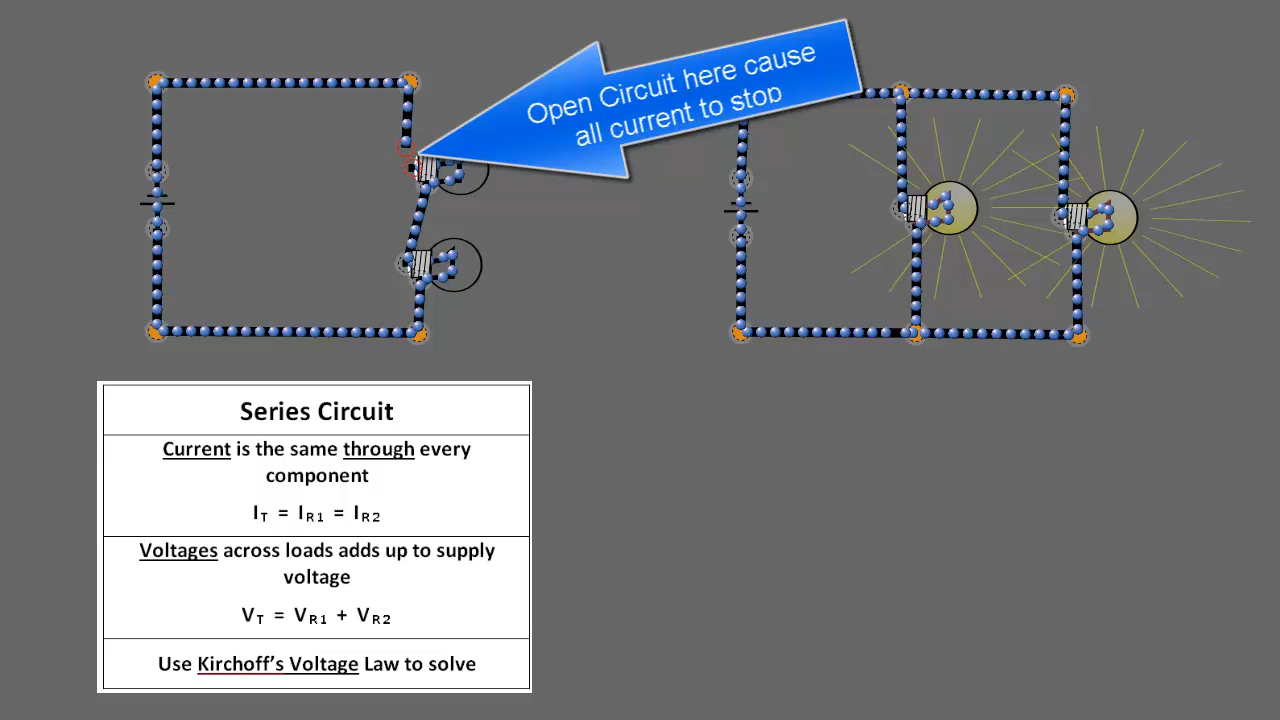 Open Circuit here cause
all current to stop
Series Circuit
Current is the same through every
component
IT = IR1 = IR2
Voltages across loads adds up to supply
voltage
VT = VR1 + VR2
Use Kirchoff’s Voltage Law to solve